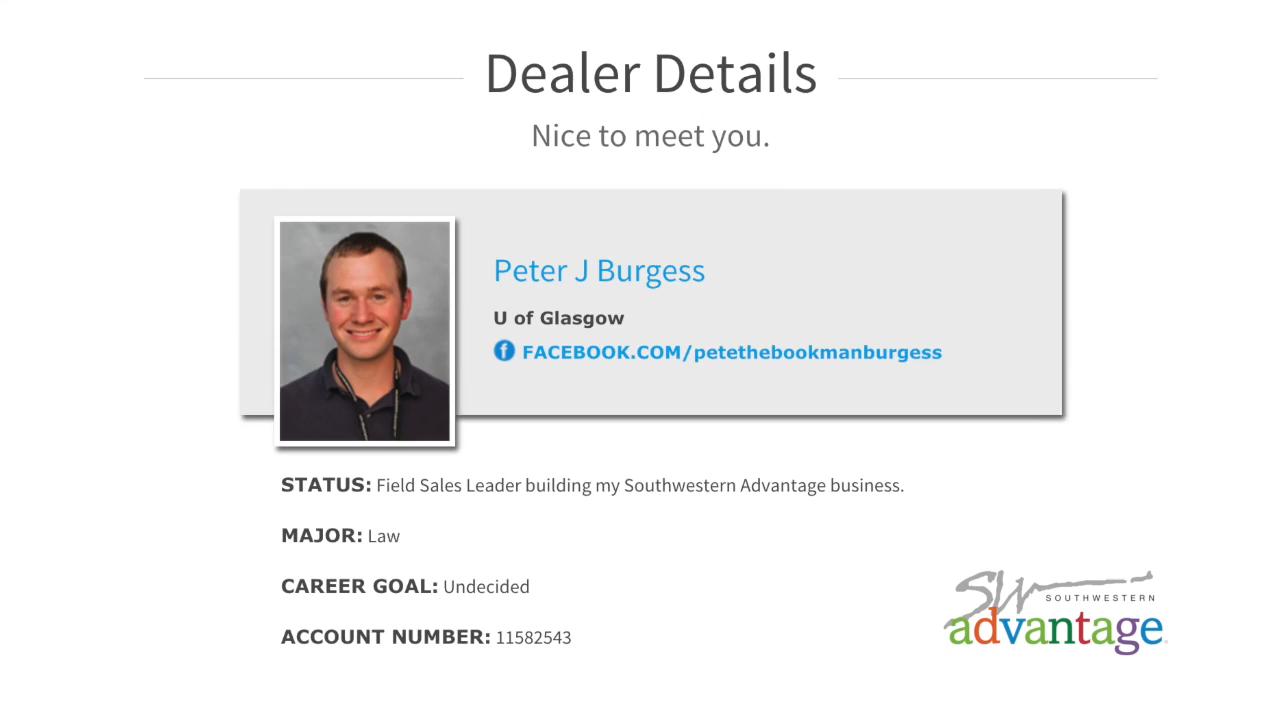 Dealer Details
Nice to meet you.
Peter J Burgess
U of Glasgow
FACEBOOK.COM/petethebookmanburgess
STATUS: Field Sales Leader building my Southwestern Advantage business.
MAJOR: Law
CAREER GOAL: Undecided
ACCOUNT NUMBER: 11582543
SW
SOUTHWESTERN
advantage